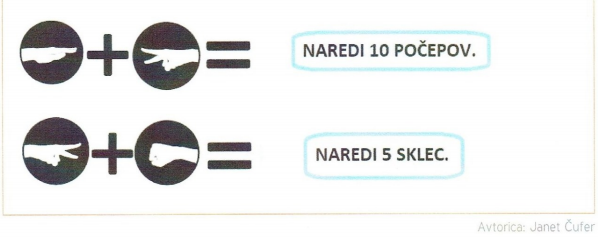 NAREDI 10 POČEPOV.
NAREDI 5 SKLEC.
Avtorica: Janet Čufer